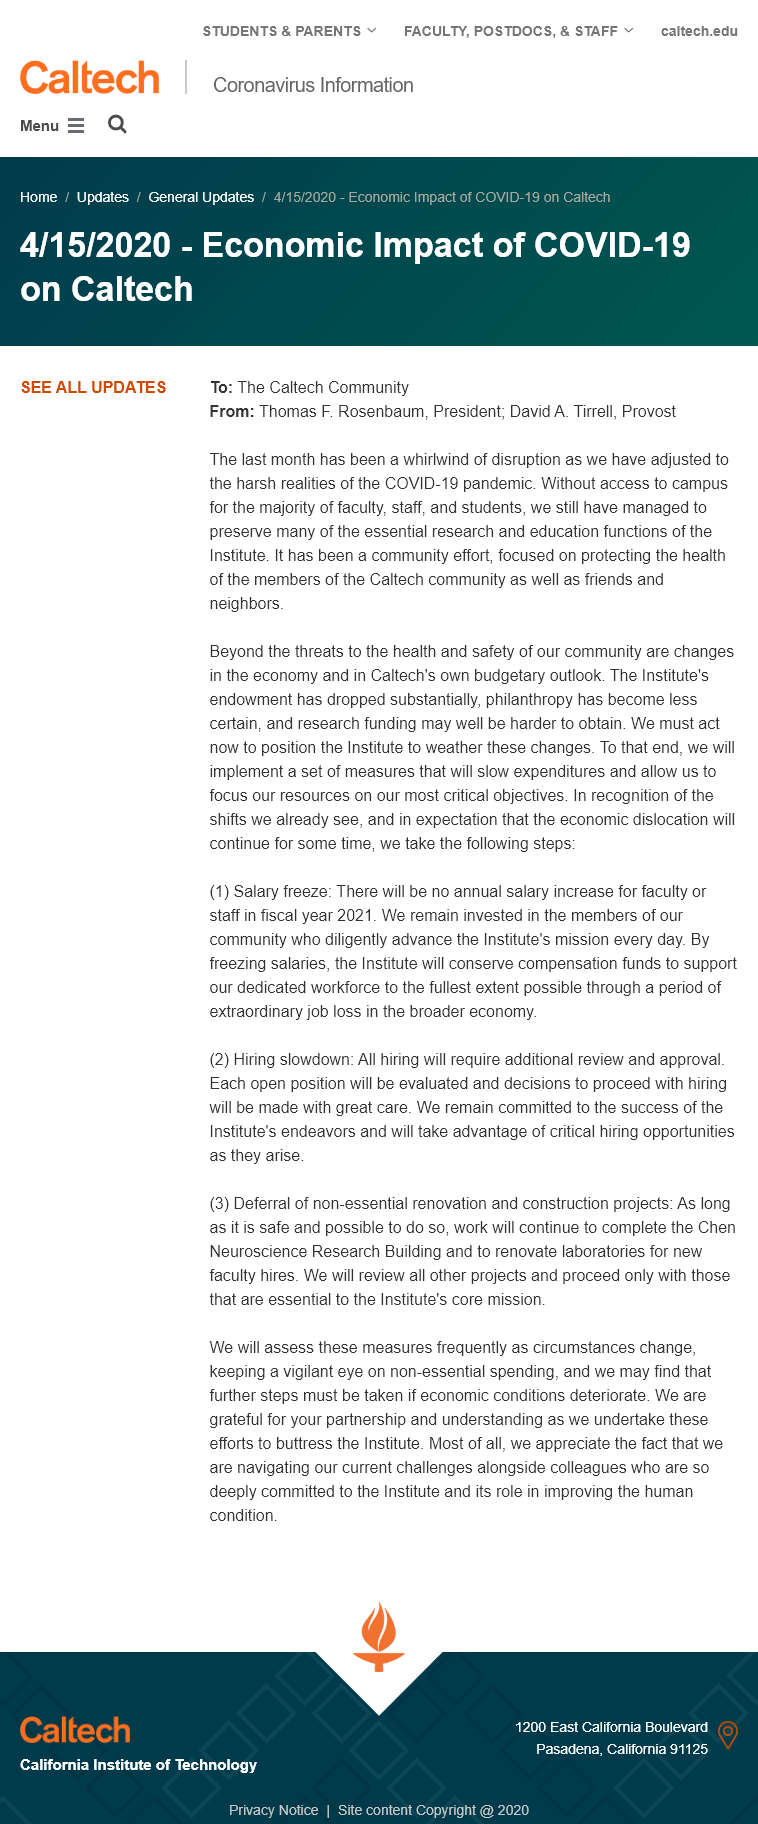 STUDENTS & PARENTS FACULTY, POSTDOCS, & STAFF caltech.edu
Caltech Coronavirus Information
Menu
Home / Updates / General Updates / 4/15/2020 - Economic Impact of COVID-19 on Caltech
4/15/2020 - Economic Impact of COVID-19
on Caltech
SEE ALL UPDATES
To: The Caltech Community
From: Thomas F. Rosenbaum, President; David A. Tirrell, Provost
The last month has been a whirlwind of disruption as we have adjusted to
the harsh realities of the COVID-19 pandemic. Without access to campus
for the majority of faculty, staff, and students, we still have managed to
preserve many of the essential research and education functions of the
Institute. It has been a community effort, focused on protecting the health
of the members of the Caltech community as well as friends and
neighbors.
Beyond the threats to the health and safety of our community are changes
in the economy and in Caltech's own budgetary outlook. The Institute's
endowment has dropped substantially, philanthropy has become less
certain, and research funding may well be harder to obtain. We must act
now to position the Institute to weather these changes. To that end, we will
implement a set of measures that will slow expenditures and allow us to
focus our resources on our most critical objectives. In recognition of the
shifts we already see, and in expectation that the economic dislocation will
continue for some time, we take the following steps:
(1) Salary freeze: There will be no annual salary increase for faculty or
staff in fiscal year 2021. We remain invested in the members of our
community who diligently advance the Institute's mission every day. By
freezing salaries, the Institute will conserve compensation funds to support
our dedicated workforce to the fullest extent possible through a period of
extraordinary job loss in the broader economy.
(2) Hiring slowdown: All hiring will require additional review and approval.
Each open position will be evaluated and decisions to proceed with hiring
will be made with great care. We remain committed to the success of the
Institute's endeavors and will take advantage of critical hiring opportunities
as they arise.
(3) Deferral of non-essential renovation and construction projects: As long
as it is safe and possible to do so, work will continue to complete the Chen
Neuroscience Research Building and to renovate laboratories for new
faculty hires. We will review all other projects and proceed only with those
that are essential to the Institute's core mission.
We will assess these measures frequently as circumstances change,
keeping a vigilant eye on non-essential spending, and we may find that
further steps must be taken if economic conditions deteriorate. We are
grateful for your partnership and understanding as we undertake these
efforts to buttress the Institute. Most of all, we appreciate the fact that we
are navigating our current challenges alongside colleagues who are so
deeply committed to the Institute and its role in improving the human
condition.
Caltech
California Institute of Technology
1200 East California Boulevard
Pasadena, California 91125
Privacy Notice | Site content Copyright @ 2020